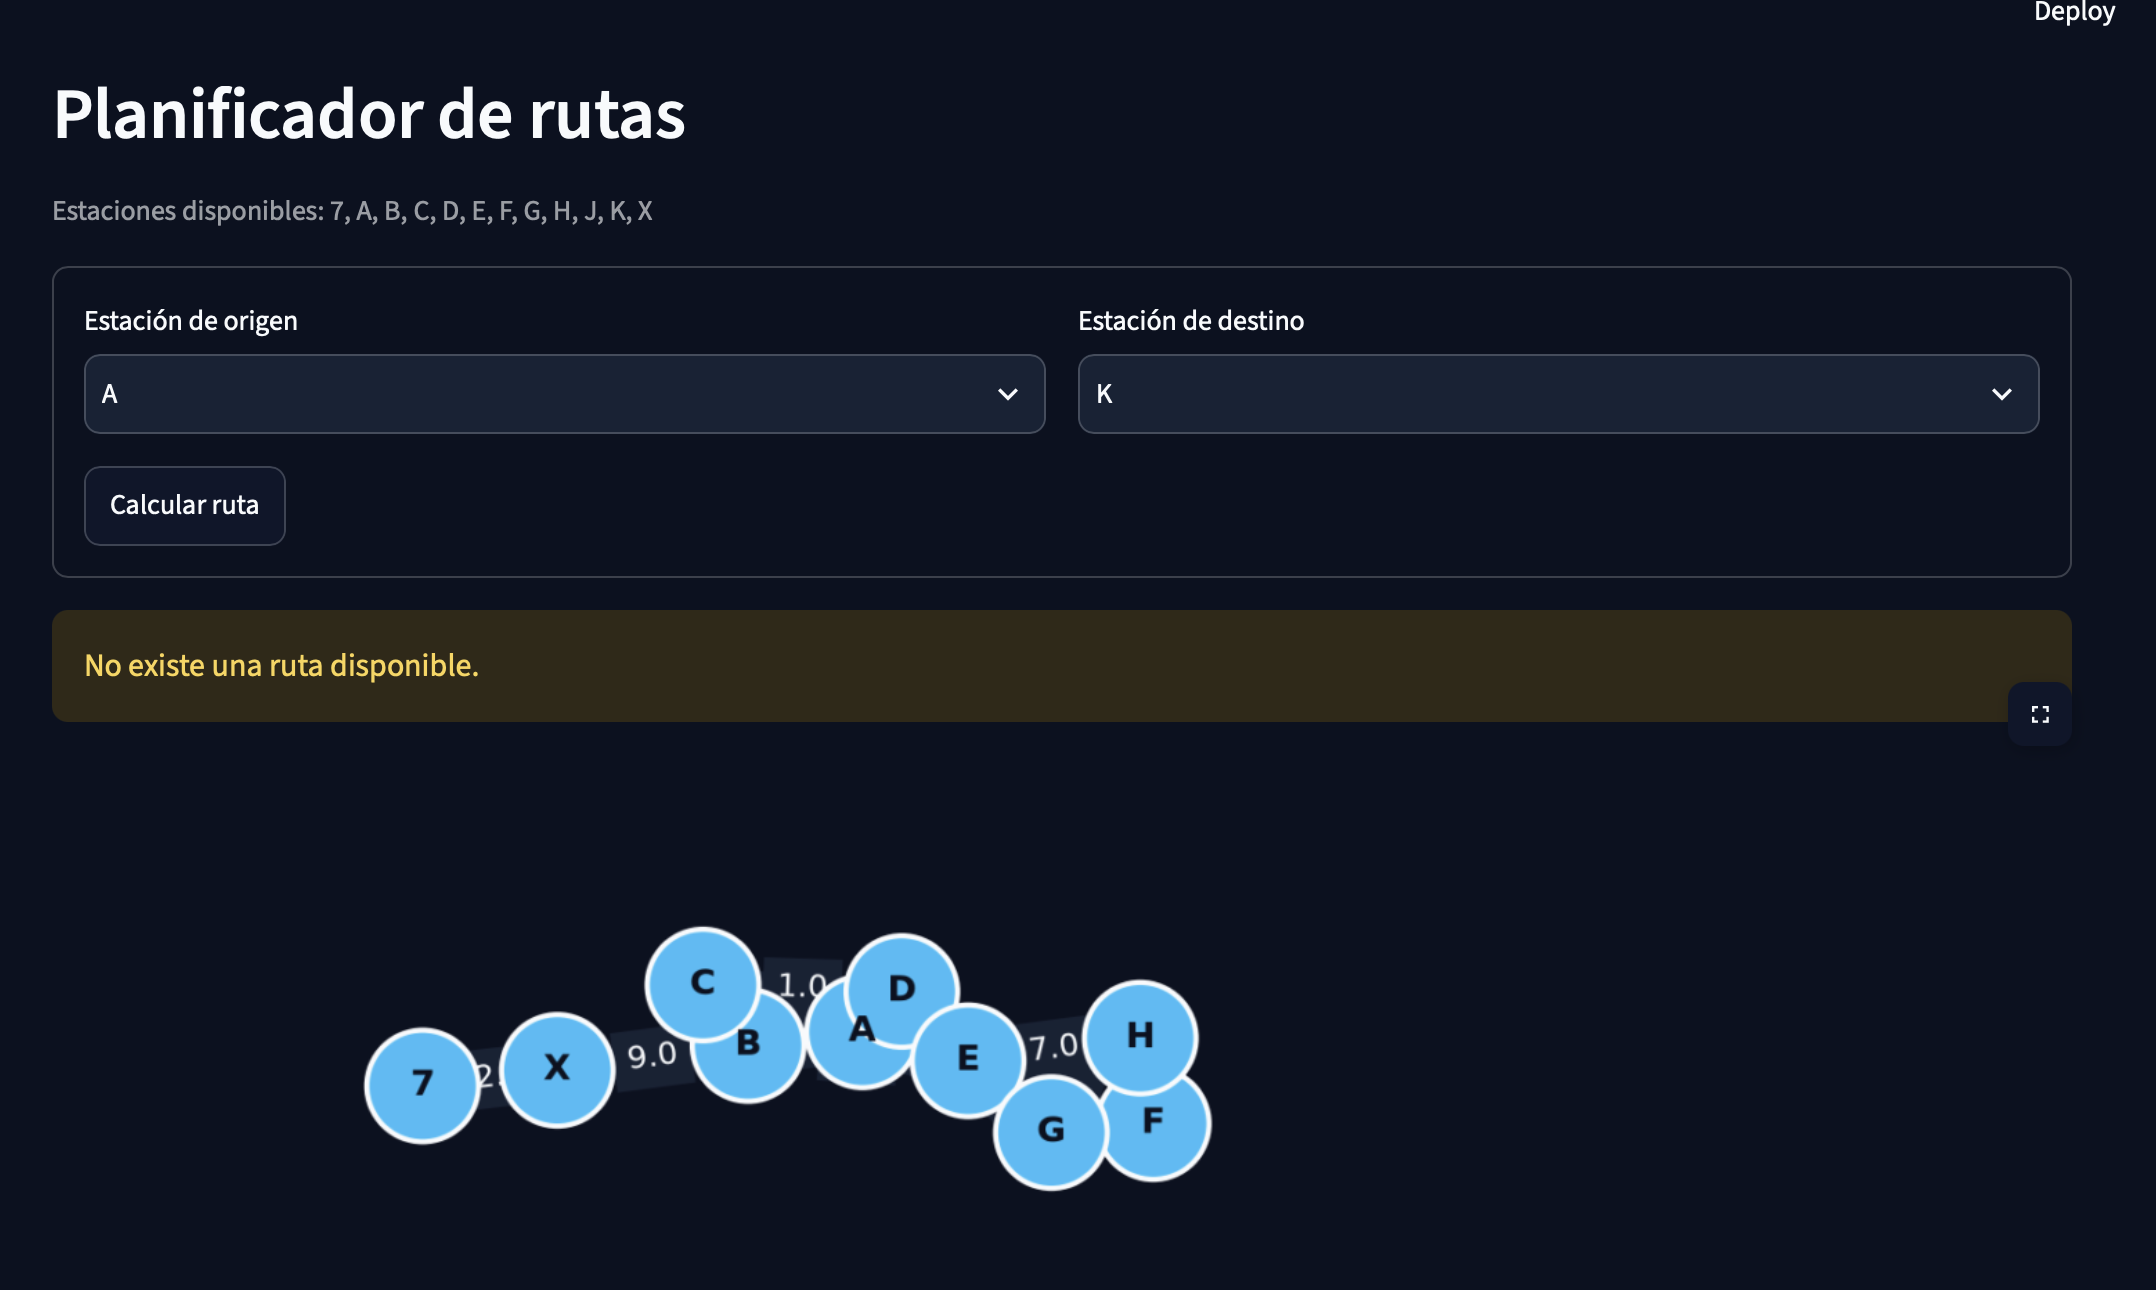 Deploy
Planificador de rutas
Estaciones disponibles: 7, A, B, C, D, E, F, G, H, J, K, X
Estación de origen
Estación de destino
A
K
Calcular ruta
No existe una ruta disponible.
C
1.0
D
A
B
E
7.0
H
9.0
X
2.
7
G
F